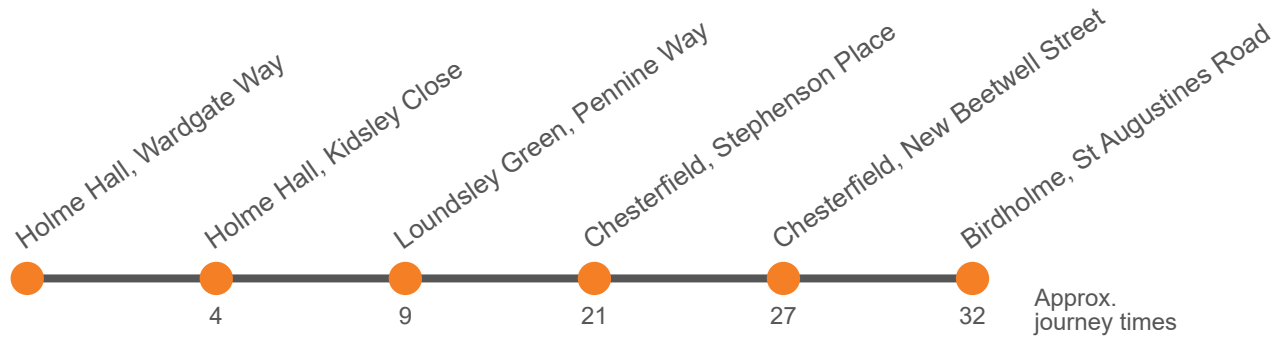 Holme Hall, Wardgate Way
Holme Hall, Kidsley Close
Loundsley Green, Pennine Way
Chesterfield, Stephenson Place
Chesterfield, New Beetwell Street
Birdholme, St Augustines Road
4
9
21
27
32
Approx.
journey times